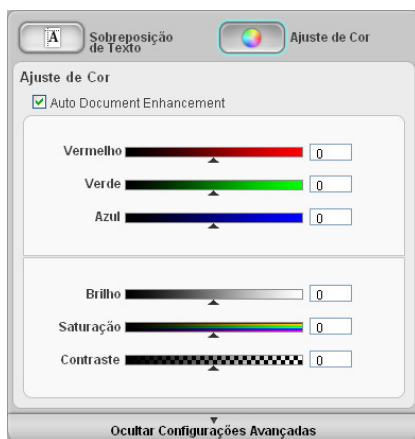 A
Sobreposição
de Texto
Ajuste de Cor
Ajuste de Cor
Auto Document Enhancement
Vermelho 0
Verde 0
Azul 0
Brilho 0
Saturação 0
Contraste 0
Ocultar Configurações Avançadas